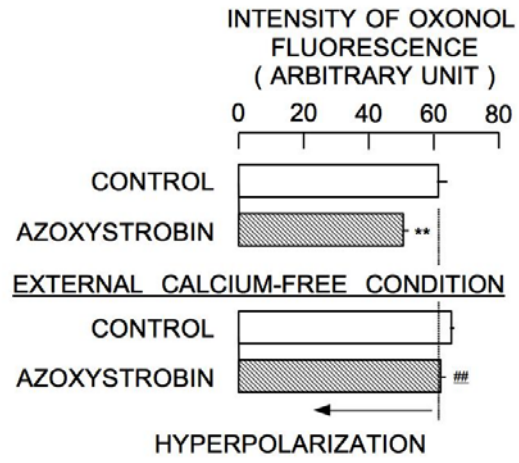 INTENSITY OF OXONOL
FLUORESCENCE
( ARBITRARY UNIT )
0 20 40 60 80
CONTROL
AZOXYSTROBIN **
EXTERNAL CALCIUM-FREE CONDITION
CONTROL
AZOXYSTROBIN ##
HYPERPOLARIZATION